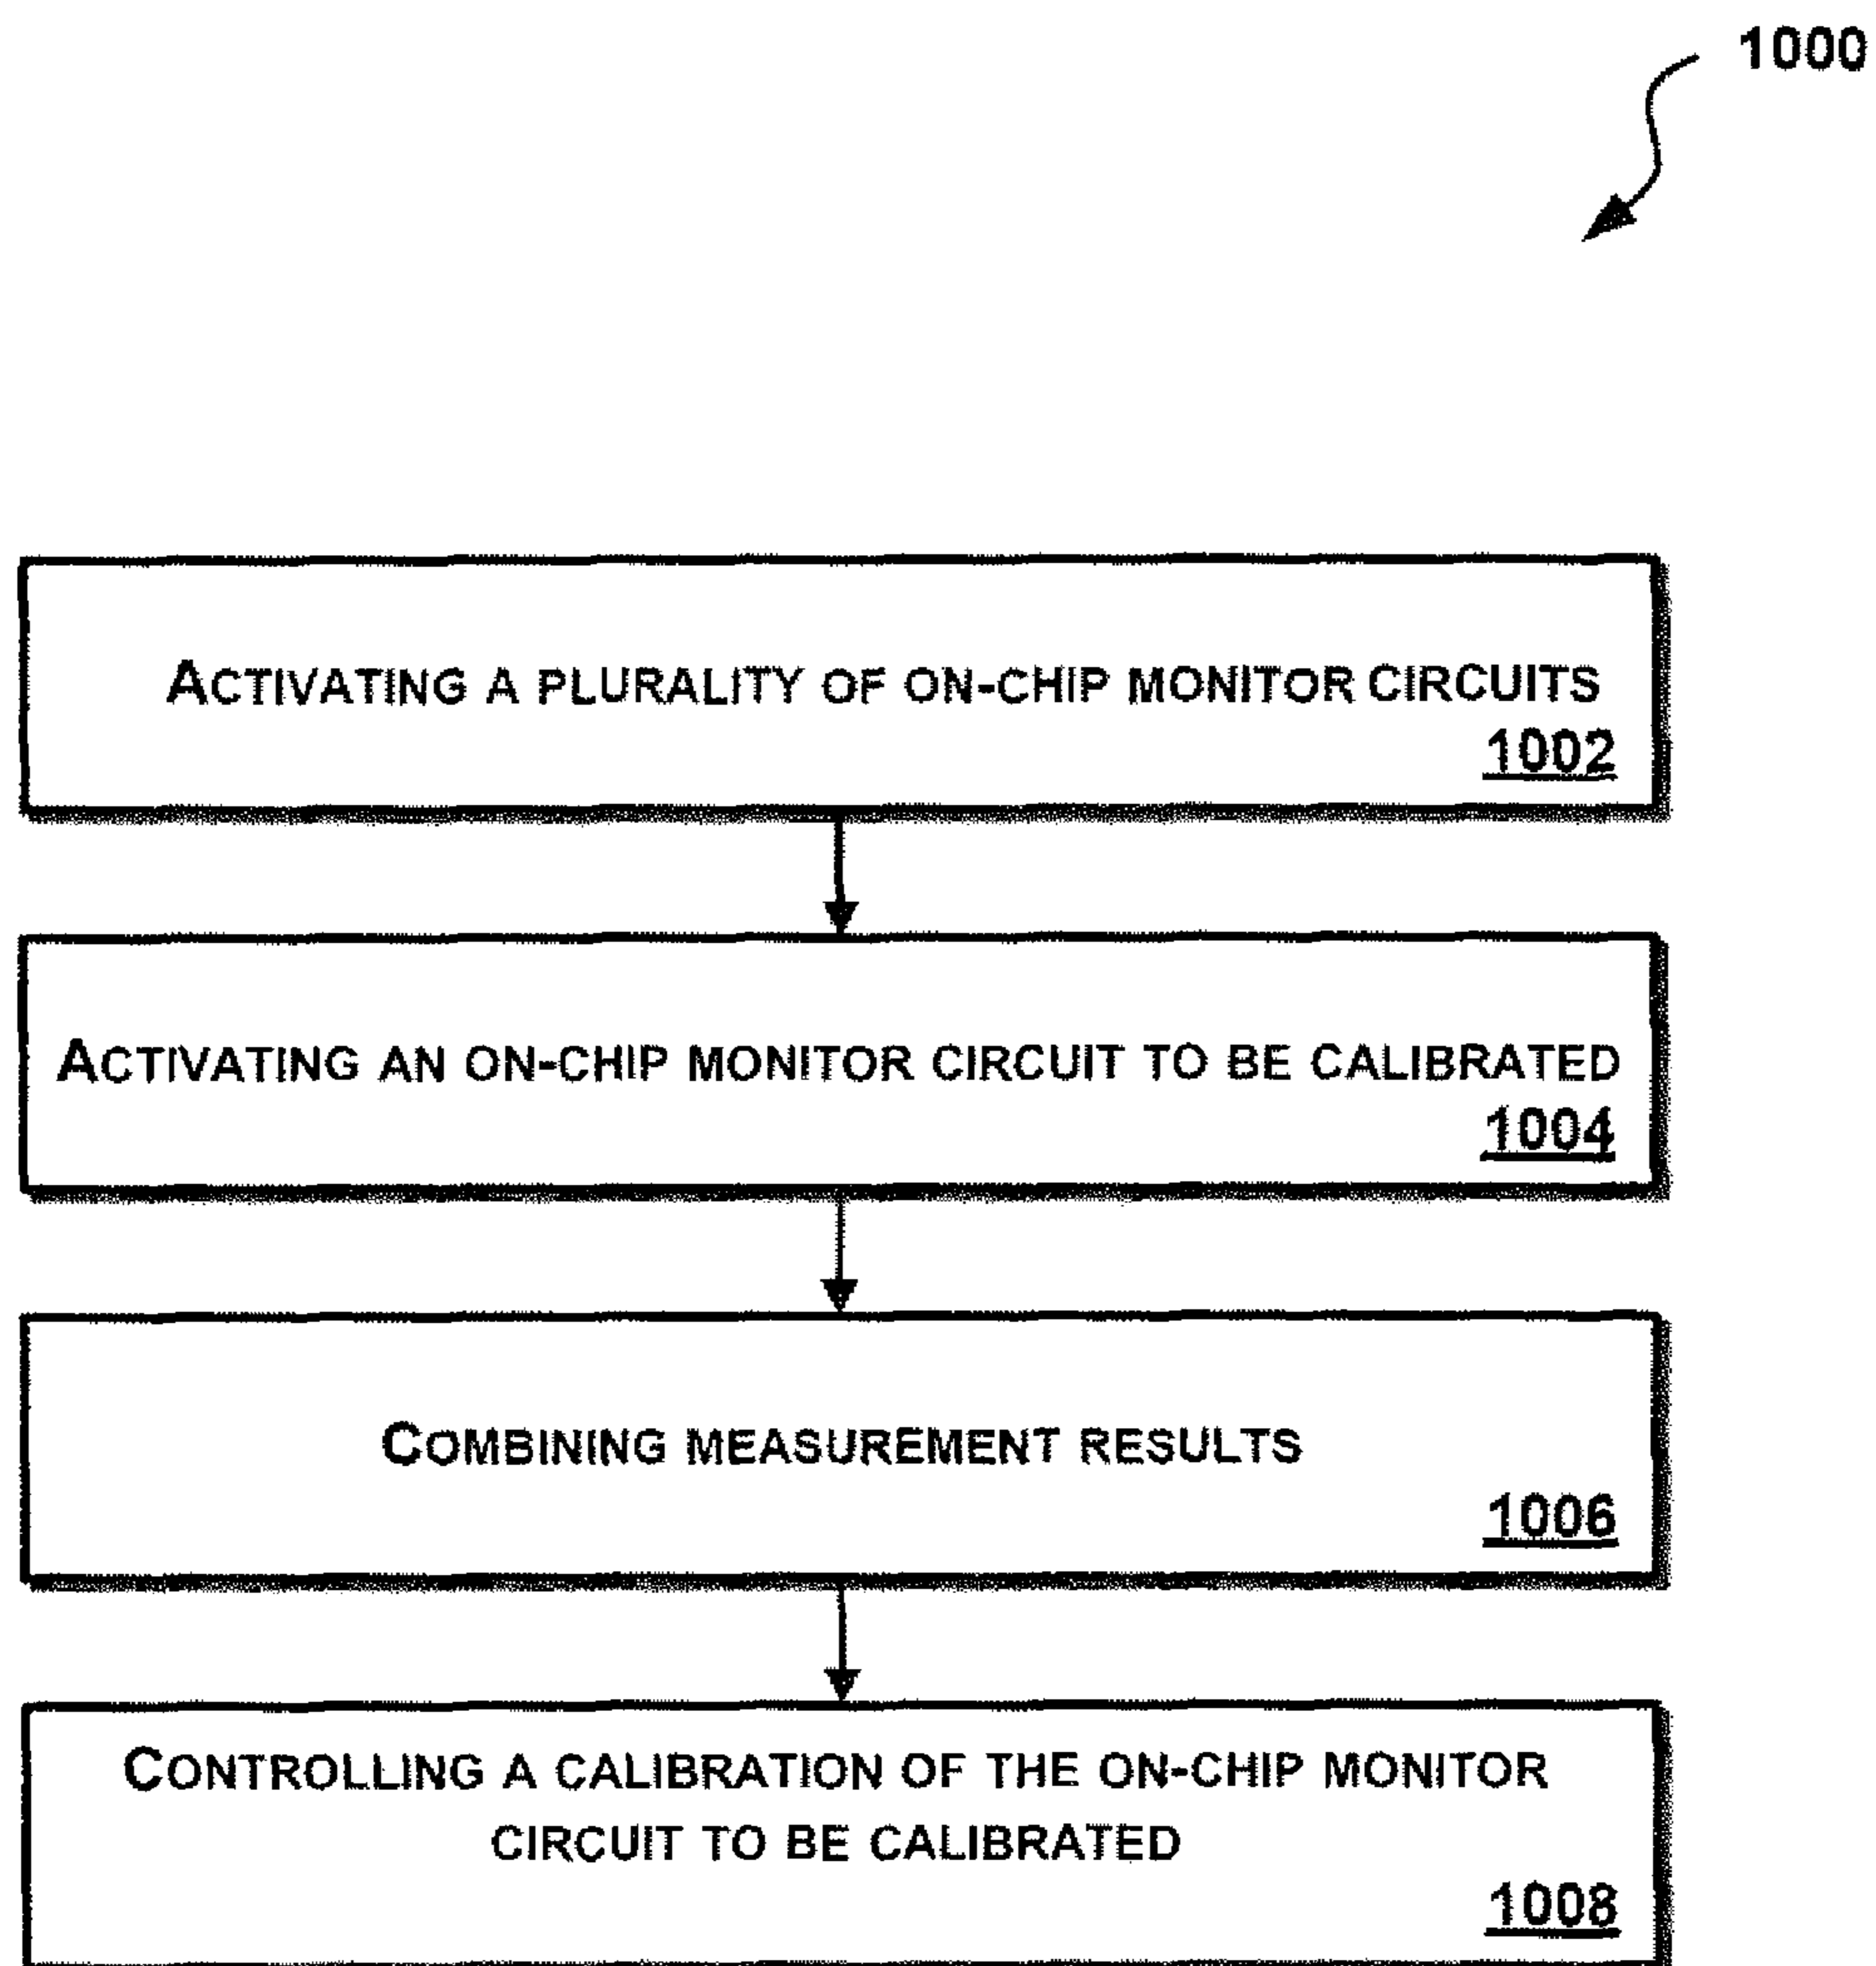 1000
ACTIVATING A PLURALITY OF ON-CHIP MONITOR CIRCUITS
1002
ACTIVATING AN ON-CHIP MONITOR CIRCUIT TO BE CALIBRATED
1004
COMBINING MEASUREMENT RESULTS
1006
CONTROLLING A CALIBRATION OF THE ON-CHIP MONITOR
CIRCUIT TO BE CALIBRATED
1008